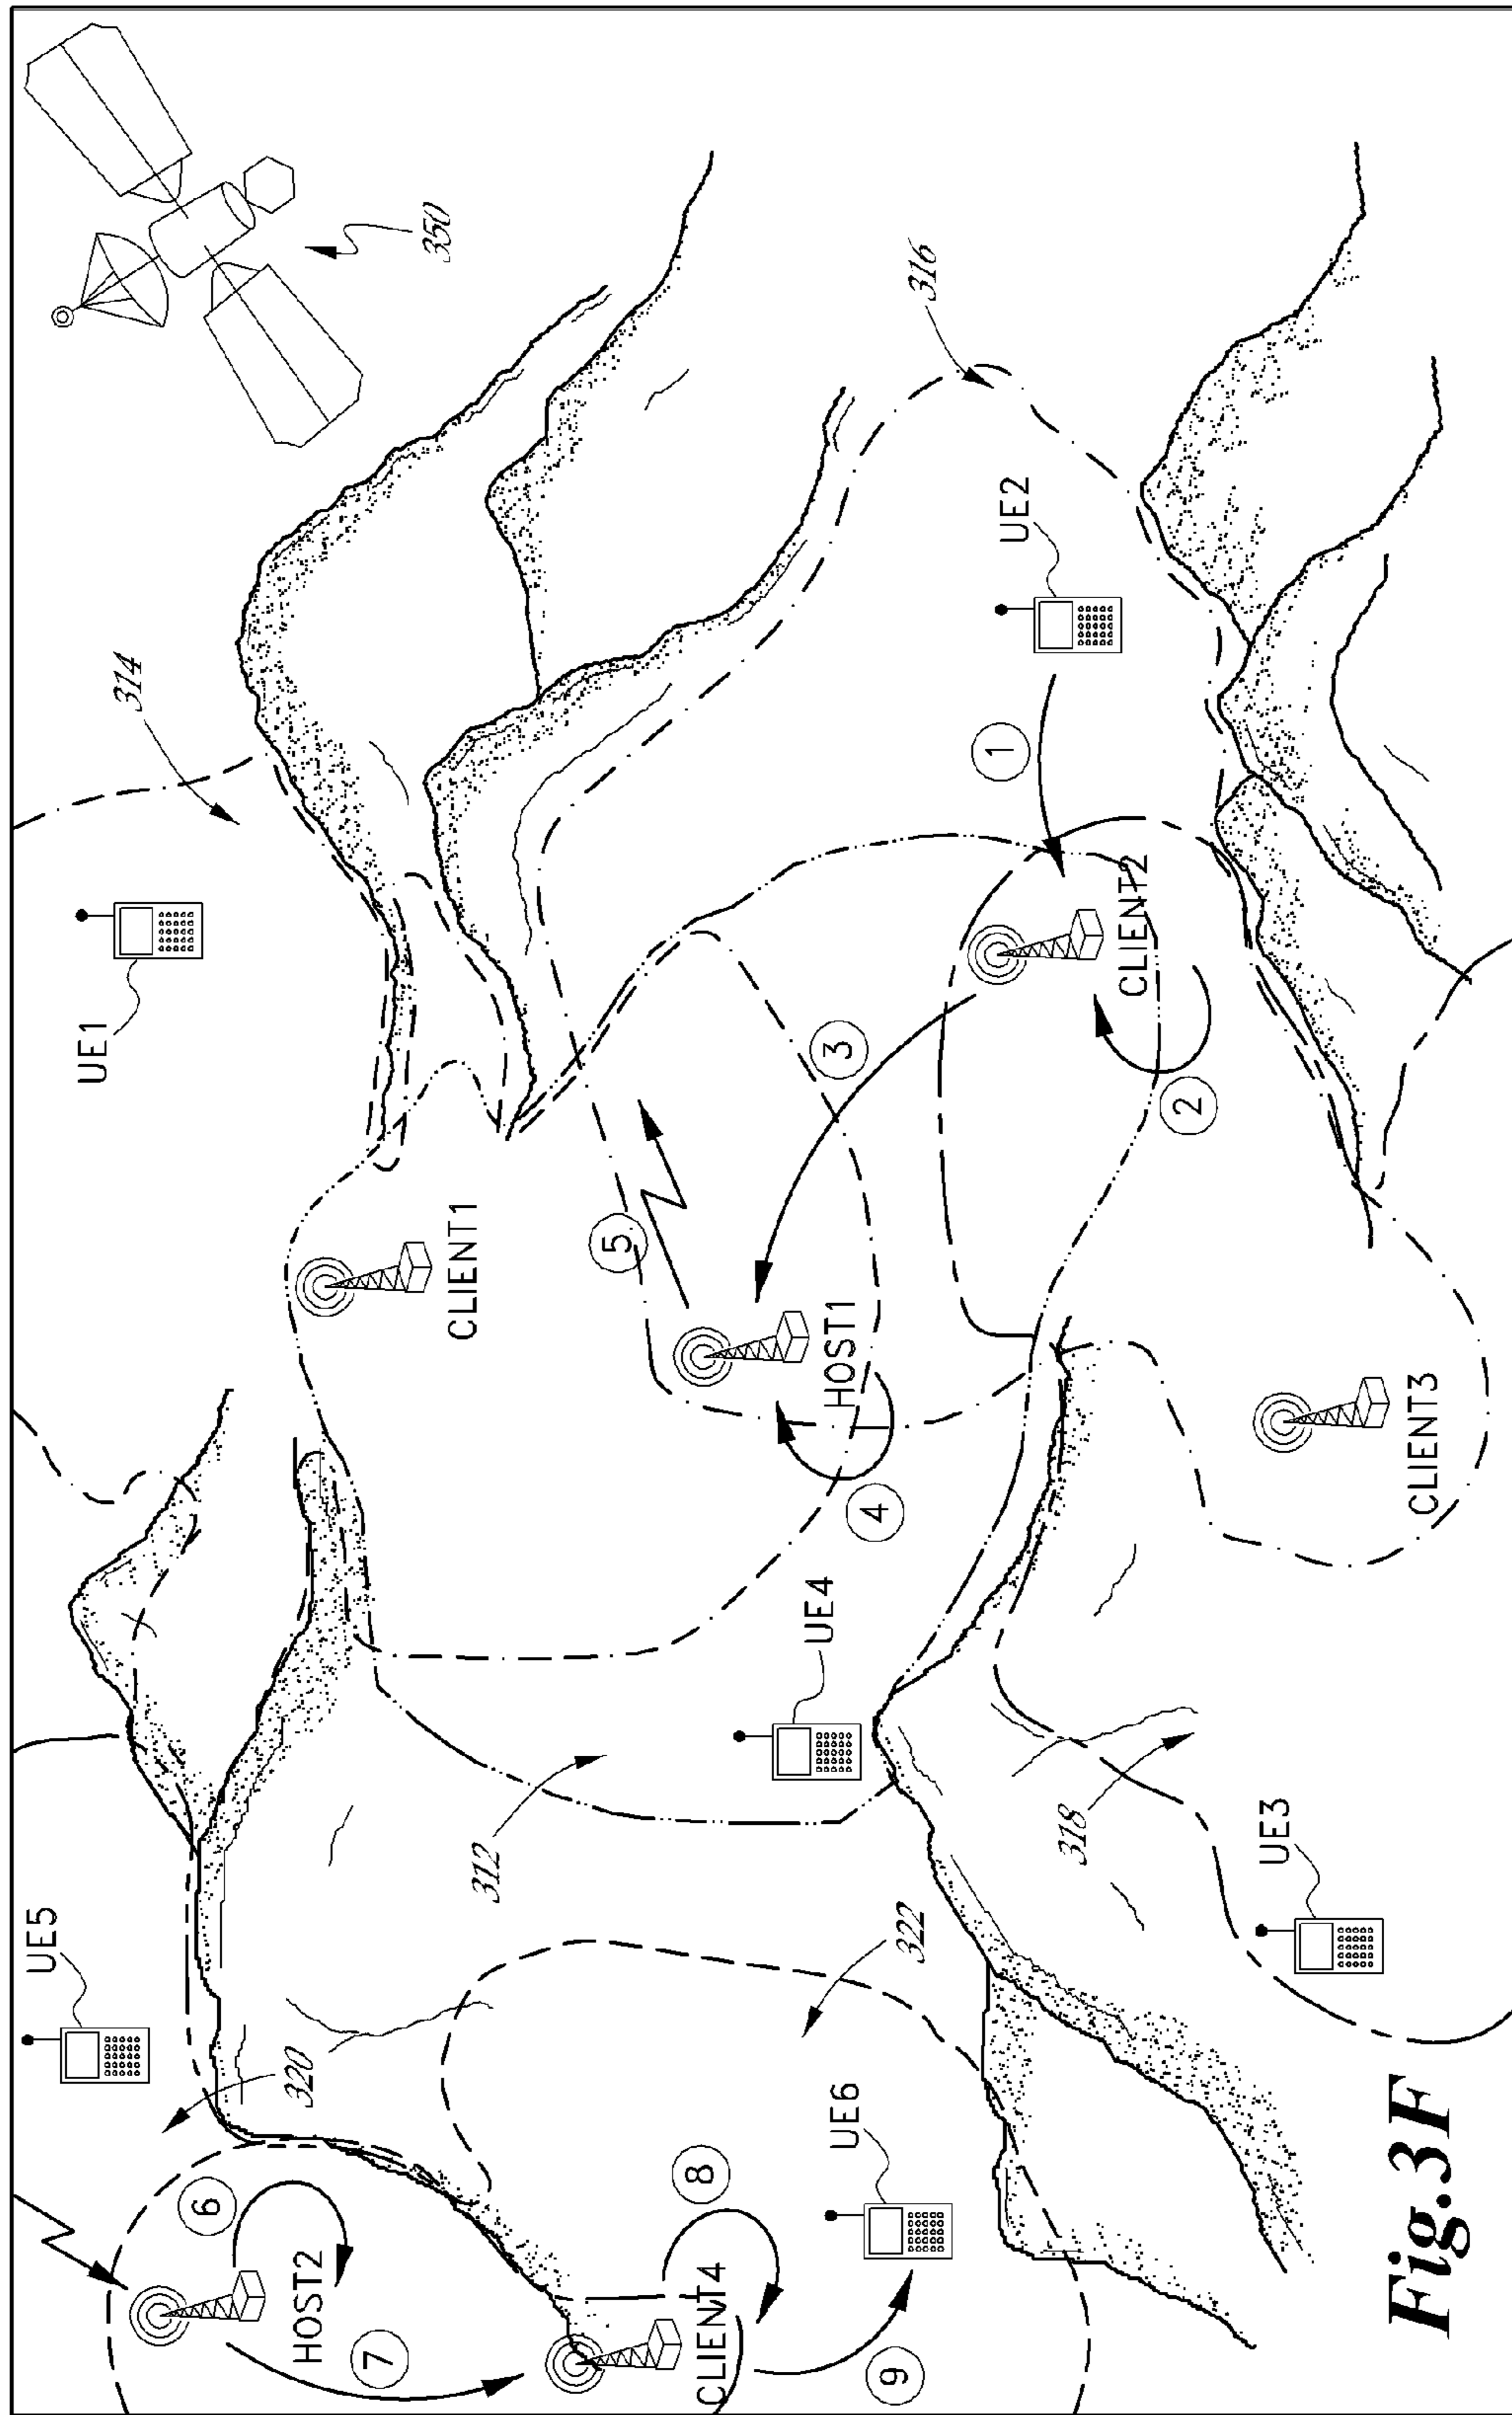 UE5
UE1
350
314
320
6
HOST2
7
CLIENT1
312
5
316
HOST1
3
UE2
8
CLIENT4
UE6
UE4
4
1
322
CLIENT2
9
2
318
UE3
CLIENT3
Fig.3F